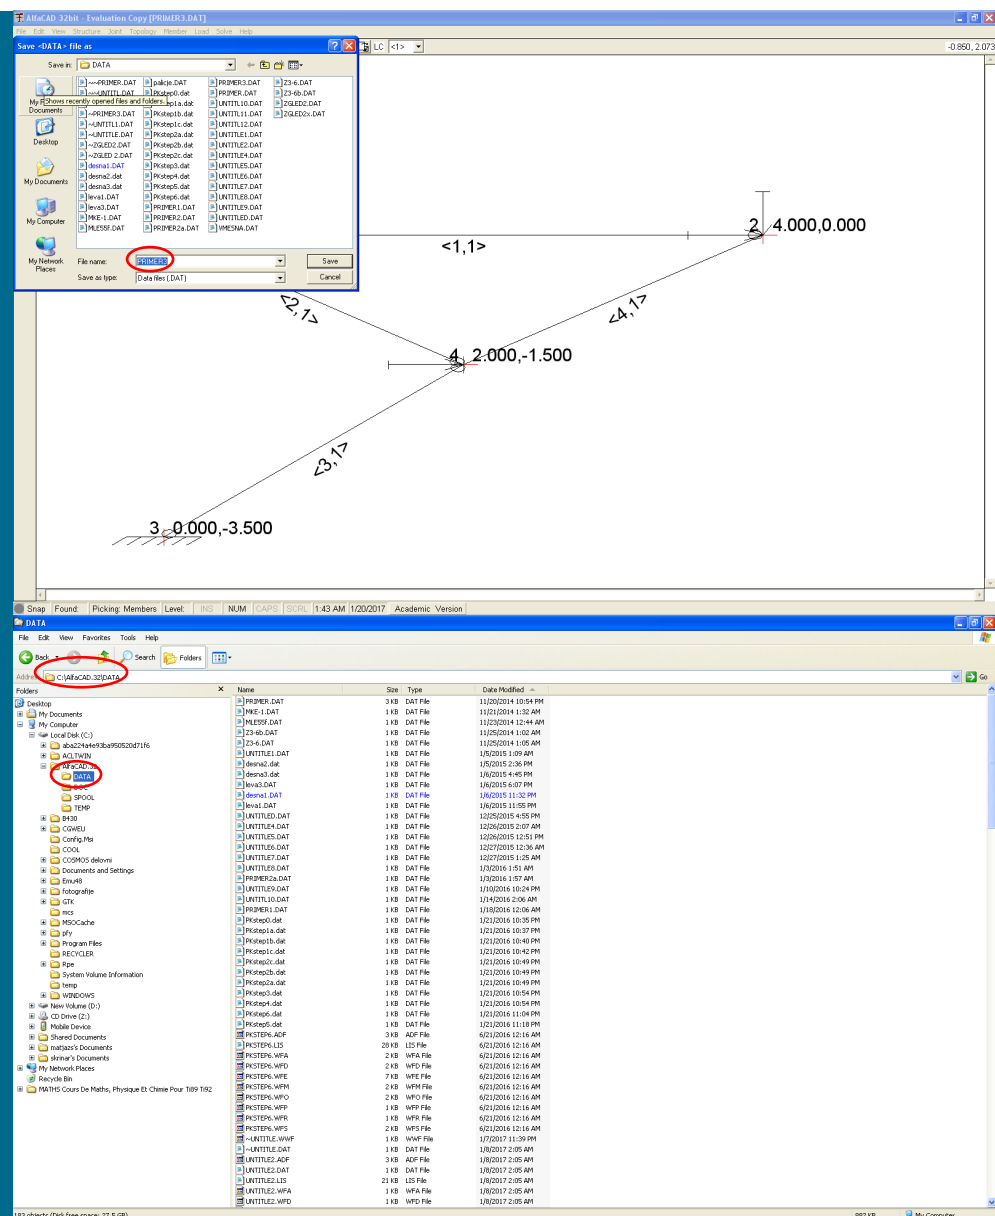 AlfaCAD 32bit - Evaluation Copy [PRIMER3.DAT]
File Edit View Structure Joint Topology Member Load Solve Help
Save <DATA> file as
LC <1>
-0.850, 2.073
Save in: DATA
My Documents
Desktop
My Documents
My Computer
My Network Places
Shows recently opened files and folders.
~~PRIMER.DAT
~~UNTITL.DAT
~PRIMER3.DAT
~UNTITL1.DAT
~UNTITLE.DAT
~ZGLED2.DAT
~ZGLED 2.DAT
desna1.DAT
desna2.dat
desna3.dat
leva1.DAT
leva3.DAT
MKE-1.DAT
MLE55f.DAT
palicje.DAT
PKstep0.dat
ep1a.dat
PKstep1b.dat
PKstep1c.dat
PKstep2a.dat
PKstep2b.dat
PKstep2c.dat
PKstep3.dat
PKstep4.dat
PKstep5.dat
PKstep6.dat
PRIMER1.DAT
PRIMER2.DAT
PRIMER2a.DAT
PRIMER3.DAT
PRIMER.DAT
UNTITL10.DAT
UNTITL11.DAT
UNTITL12.DAT
UNTITLE1.DAT
UNTITLE2.DAT
UNTITLE4.DAT
UNTITLE5.DAT
UNTITLE6.DAT
UNTITLE7.DAT
UNTITLE8.DAT
UNTITLE9.DAT
UNTITLED.DAT
VMESNA.DAT
Z3-6.DAT
Z3-6b.DAT
ZGLED2.DAT
ZGLED2x.DAT
File name: PRIMER3 Save
Save as type: Data files (.DAT) Cancel
2 4.000,0.000
<1,1>
<2,1>
<4,1>
4 2.000,-1.500
<3,1>
3 0.000,-3.500
Snap Found: Picking: Members Level: INS NUM CAPS SCRL 1:43 AM 1/20/2017 Academic Version
DATA
File Edit View Favorites Tools Help
Back Search Folders
Address C:\AlfaCAD.32\DATA Go
Folders X
Desktop
My Documents
My Computer
Local Disk (C:)
aba224a4e93ba950520d71f6
ACLTWIN
AlfaCAD.32
DATA
DOC
SPOOL
TEMP
B430
CGWEU
Config.Msi
COOL
COSMOS delovni
Documents and Settings
Emu48
fotografije
GTK
mcs
MSOCache
pfy
Program Files
RECYCLER
Rpe
System Volume Information
temp
WINDOWS
New Volume (D:)
CD Drive (Z:)
Mobile Device
Shared Documents
matjazs's Documents
skrinar's Documents
My Network Places
Recycle Bin
MATHS Cours De Maths, Physique Et Chimie Pour Ti89 Ti92
Name Size Type Date Modified
PRIMER.DAT 3 KB DAT File 11/20/2014 10:54 PM
MKE-1.DAT 1 KB DAT File 11/21/2014 1:32 AM
MLE55f.DAT 1 KB DAT File 11/23/2014 12:44 AM
Z3-6b.DAT 1 KB DAT File 11/25/2014 1:02 AM
Z3-6.DAT 1 KB DAT File 11/25/2014 1:05 AM
UNTITLE1.DAT 1 KB DAT File 1/5/2015 1:09 AM
desna2.dat 1 KB DAT File 1/5/2015 2:36 PM
desna3.dat 1 KB DAT File 1/6/2015 4:45 PM
leva3.DAT 1 KB DAT File 1/6/2015 6:07 PM
desna1.DAT 1 KB DAT File 1/6/2015 11:32 PM
leva1.DAT 1 KB DAT File 1/6/2015 11:55 PM
UNTITLED.DAT 1 KB DAT File 12/25/2015 4:55 PM
UNTITLE4.DAT 1 KB DAT File 12/26/2015 2:07 AM
UNTITLE5.DAT 1 KB DAT File 12/26/2015 12:51 PM
UNTITLE6.DAT 1 KB DAT File 12/27/2015 12:36 AM
UNTITLE7.DAT 1 KB DAT File 12/27/2015 1:25 AM
UNTITLE8.DAT 1 KB DAT File 1/3/2016 1:51 AM
PRIMER2a.DAT 1 KB DAT File 1/3/2016 1:57 AM
UNTITLE9.DAT 1 KB DAT File 1/10/2016 10:24 PM
UNTITL10.DAT 1 KB DAT File 1/14/2016 2:06 AM
PRIMER1.DAT 1 KB DAT File 1/18/2016 12:06 AM
PKstep0.dat 1 KB DAT File 1/21/2016 10:35 PM
PKstep1a.dat 1 KB DAT File 1/21/2016 10:37 PM
PKstep1b.dat 1 KB DAT File 1/21/2016 10:40 PM
PKstep1c.dat 1 KB DAT File 1/21/2016 10:42 PM
PKstep2c.dat 1 KB DAT File 1/21/2016 10:49 PM
PKstep2b.dat 1 KB DAT File 1/21/2016 10:49 PM
PKstep2a.dat 1 KB DAT File 1/21/2016 10:49 PM
PKstep3.dat 1 KB DAT File 1/21/2016 10:54 PM
PKstep4.dat 1 KB DAT File 1/21/2016 10:54 PM
PKstep6.dat 1 KB DAT File 1/21/2016 11:04 PM
PKstep5.dat 1 KB DAT File 1/21/2016 11:18 PM
PKSTEP6.ADF 3 KB ADF File 6/21/2016 12:16 AM
PKSTEP6.LIS 28 KB LIS File 6/21/2016 12:16 AM
PKSTEP6.WFA 2 KB WFA File 6/21/2016 12:16 AM
PKSTEP6.WFD 2 KB WFD File 6/21/2016 12:16 AM
PKSTEP6.WFE 7 KB WFE File 6/21/2016 12:16 AM
PKSTEP6.WFM 2 KB WFM File 6/21/2016 12:16 AM
PKSTEP6.WFO 2 KB WFO File 6/21/2016 12:16 AM
PKSTEP6.WFP 1 KB WFP File 6/21/2016 12:16 AM
PKSTEP6.WFR 1 KB WFR File 6/21/2016 12:16 AM
PKSTEP6.WFS 2 KB WFS File 6/21/2016 12:16 AM
~UNTITLE.WWF 1 KB WWF File 1/7/2017 11:39 PM
~UNTITLE.DAT 1 KB DAT File 1/8/2017 2:05 AM
UNTITLE2.ADF 3 KB ADF File 1/8/2017 2:05 AM
UNTITLE2.DAT 1 KB DAT File 1/8/2017 2:05 AM
UNTITLE2.LIS 21 KB LIS File 1/8/2017 2:05 AM
UNTITLE2.WFA 1 KB WFA File 1/8/2017 2:05 AM
UNTITLE2.WFD 1 KB WFD File 1/8/2017 2:05 AM
My Computer